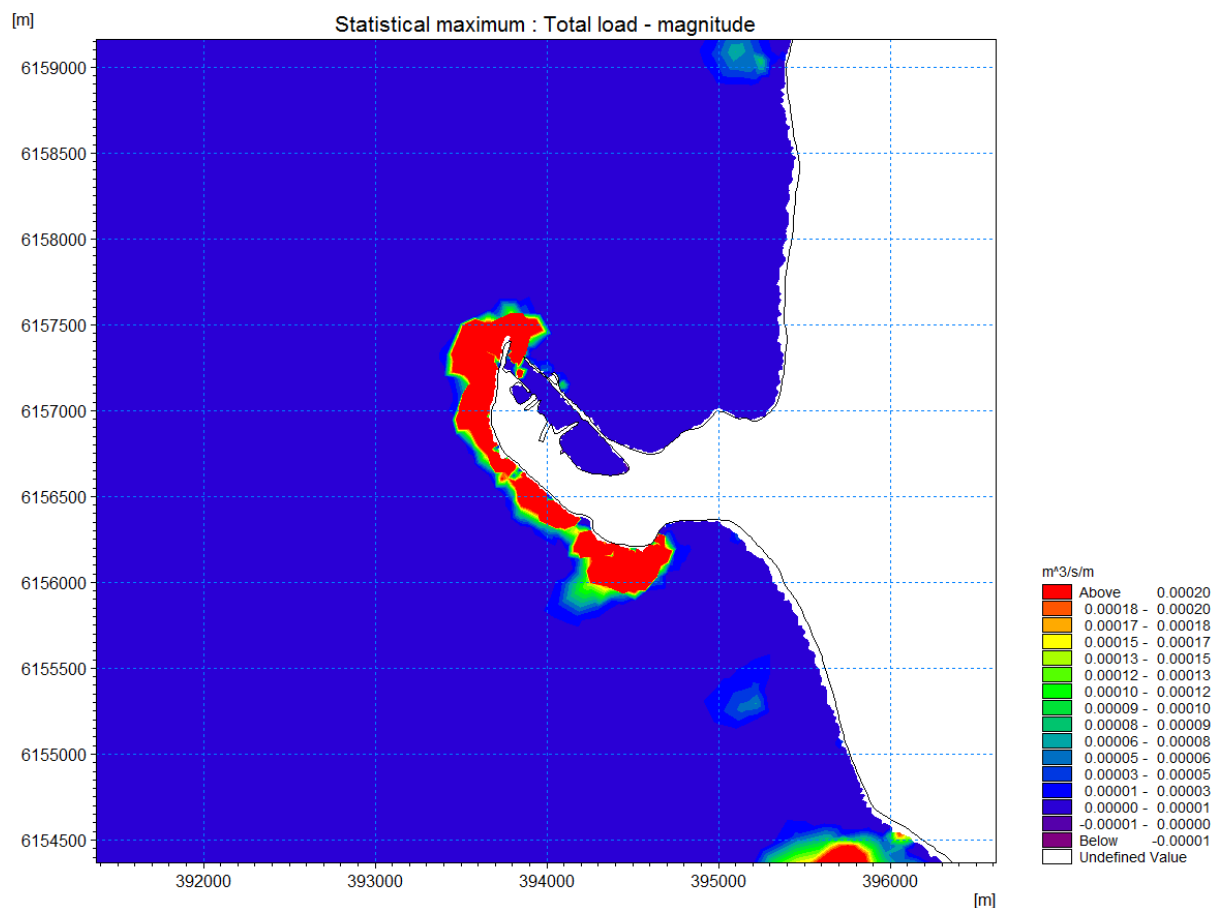 [m]
Statistical maximum : Total load - magnitude
6159000
6158500
6158000
6157500
6157000
6156500
6156000
6155500
6155000
6154500
392000 393000 394000 395000 396000
[m]
m^3/s/m
Above 0.00020
0.00018 - 0.00020
0.00017 - 0.00018
0.00015 - 0.00017
0.00013 - 0.00015
0.00012 - 0.00013
0.00010 - 0.00012
0.00009 - 0.00010
0.00008 - 0.00009
0.00006 - 0.00008
0.00005 - 0.00006
0.00003 - 0.00005
0.00001 - 0.00003
0.00000 - 0.00001
-0.00001 - 0.00000
Below -0.00001
Undefined Value